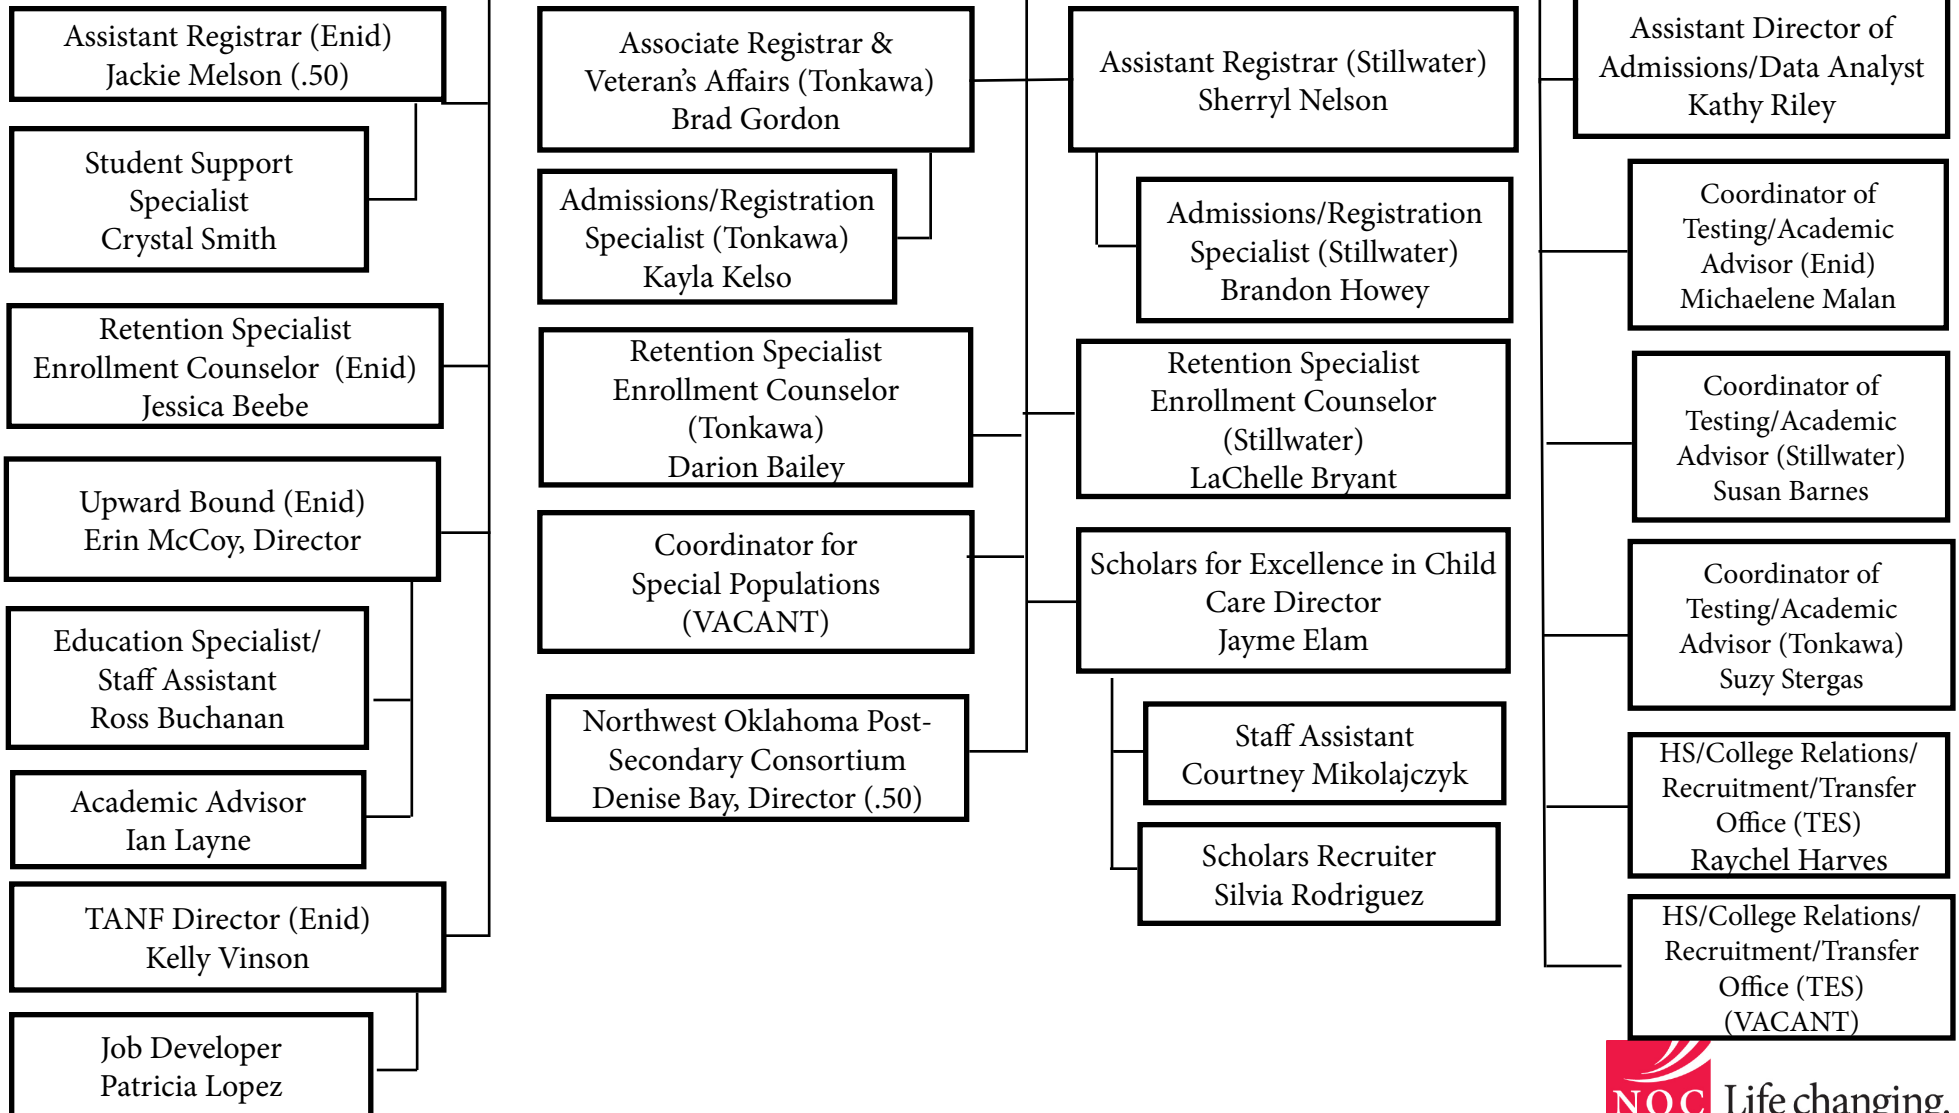 Assistant Registrar (Enid)
Jackie Melson (.50)
Student Support
Specialist
Crystal Smith
Retention Specialist
Enrollment Counselor (Enid)
Jessica Beebe
Upward Bound (Enid)
Erin McCoy, Director
Education Specialist/
Staff Assistant
Ross Buchanan
Academic Advisor
Ian Layne
TANF Director (Enid)
Kelly Vinson
Job Developer
Patricia Lopez
Associate Registrar &
Veteran's Affairs (Tonkawa)
Brad Gordon
Admissions/Registration
Specialist (Tonkawa)
Kayla Kelso
Retention Specialist
Enrollment Counselor
(Tonkawa)
Darion Bailey
Coordinator for
Special Populations
(VACANT)
Northwest Oklahoma Post-
Secondary Consortium
Denise Bay, Director (.50)
Assistant Registrar (Stillwater)
Sherryl Nelson
Admissions/Registration
Specialist (Stillwater)
Brandon Howey
Retention Specialist
Enrollment Counselor
(Stillwater)
LaChelle Bryant
Scholars for Excellence in Child
Care Director
Jayme Elam
Staff Assistant
Courtney Mikolajczyk
Scholars Recruiter
Silvia Rodriguez
Assistant Director of
Admissions/Data Analyst
Kathy Riley
Coordinator of
Testing/Academic
Advisor (Enid)
Michaelene Malan
Coordinator of
Testing/Academic
Advisor (Stillwater)
Susan Barnes
Coordinator of
Testing/Academic
Advisor (Tonkawa)
Suzy Stergas
HS/College Relations/
Recruitment/Transfer
Office (TES)
Raychel Harves
HS/College Relations/
Recruitment/Transfer
Office (TES)
(VACANT)
NOC Life changing.